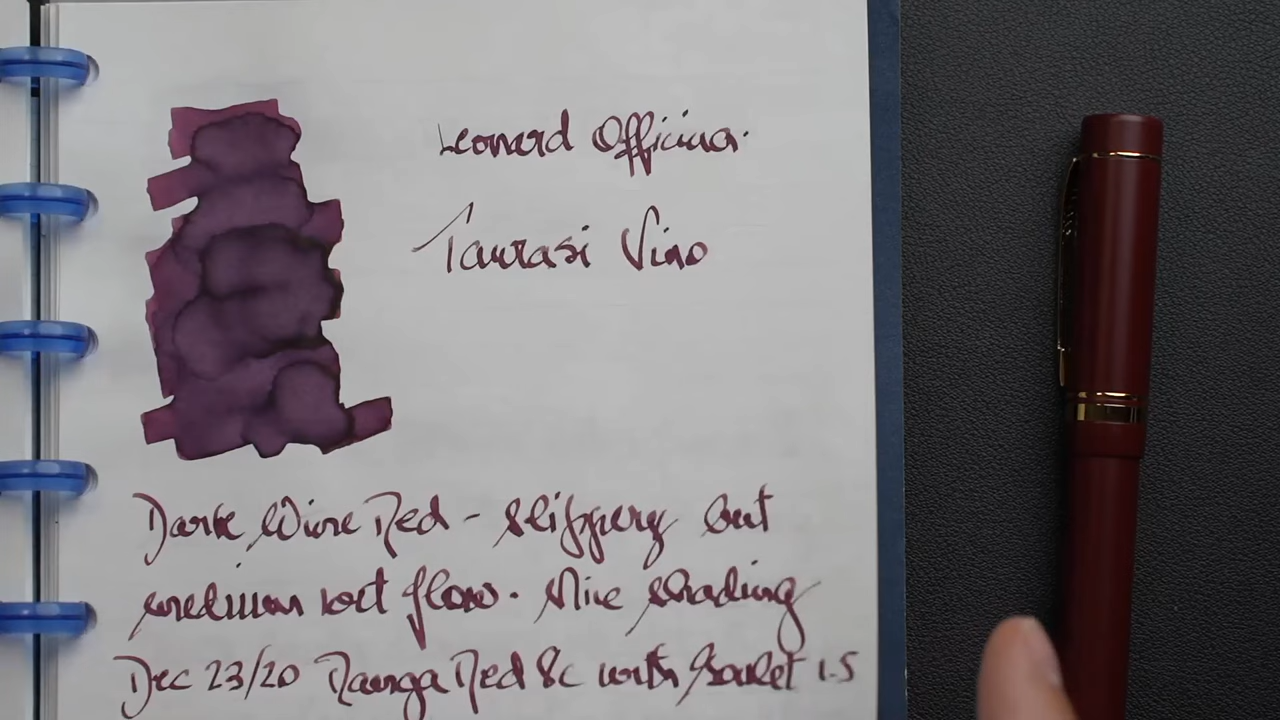 Leonard Officina.
Taurasi Vino
Dark Wine Red - Slippery but
medium wet flow. Nice shading
Dec 23/20 Ranga Red 8c with Goulet 1.5